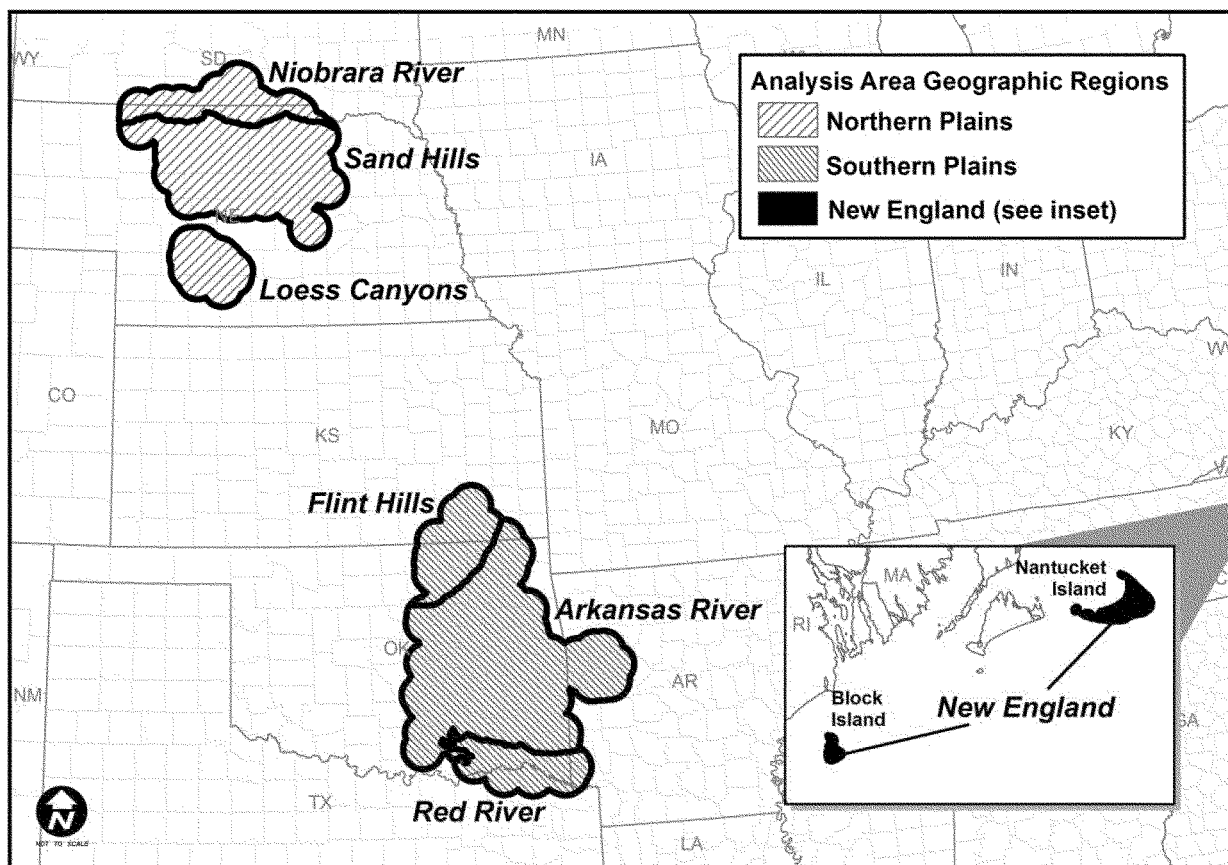 MN
WY
SD
Niobrara River
Analysis Area Geographic Regions
Northern Plains
Southern Plains
New England (see inset)
IA
Sand Hills
NE
IL
IN
Loess Canyons
CO
KS
MO
KY
Flint Hills
Arkansas River
OK
AR
NM
Red River
TX
LA
N
NOT TO SCALE
MA
Nantucket
Island
RI
Block
Island
New England